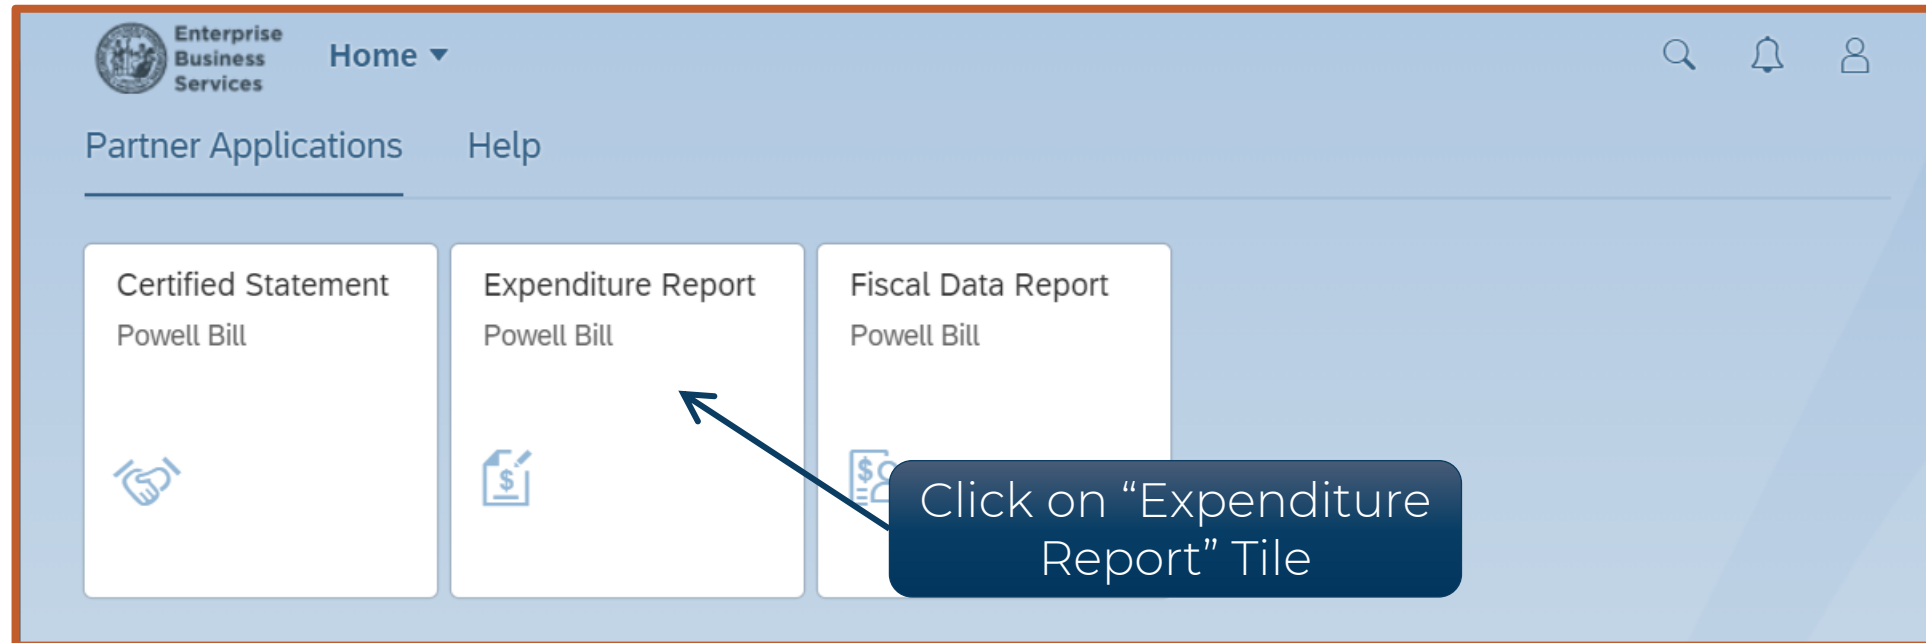 Enterprise
Business
Services
Home
Partner Applications
Help
Certified Statement
Powell Bill
Expenditure Report
Powell Bill
$
Fiscal Data Report
Powell Bill
$
Click on “Expenditure
Report” Tile